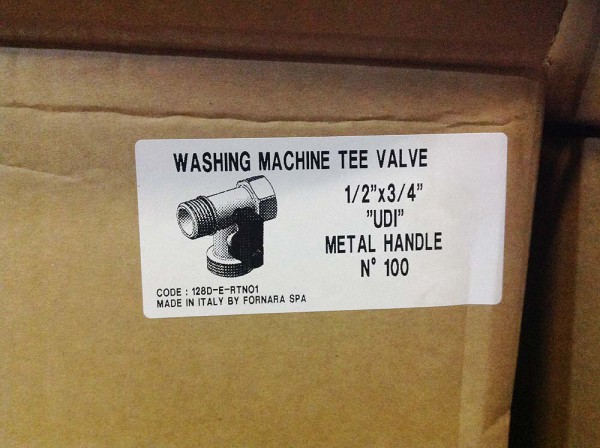 WASHING MACHINE TEE VALVE
1/2"x3/4"
"UDI"
METAL HANDLE
N° 100
CODE : 128D-E-RTN01
MADE IN ITALY BY FORNARA SPA